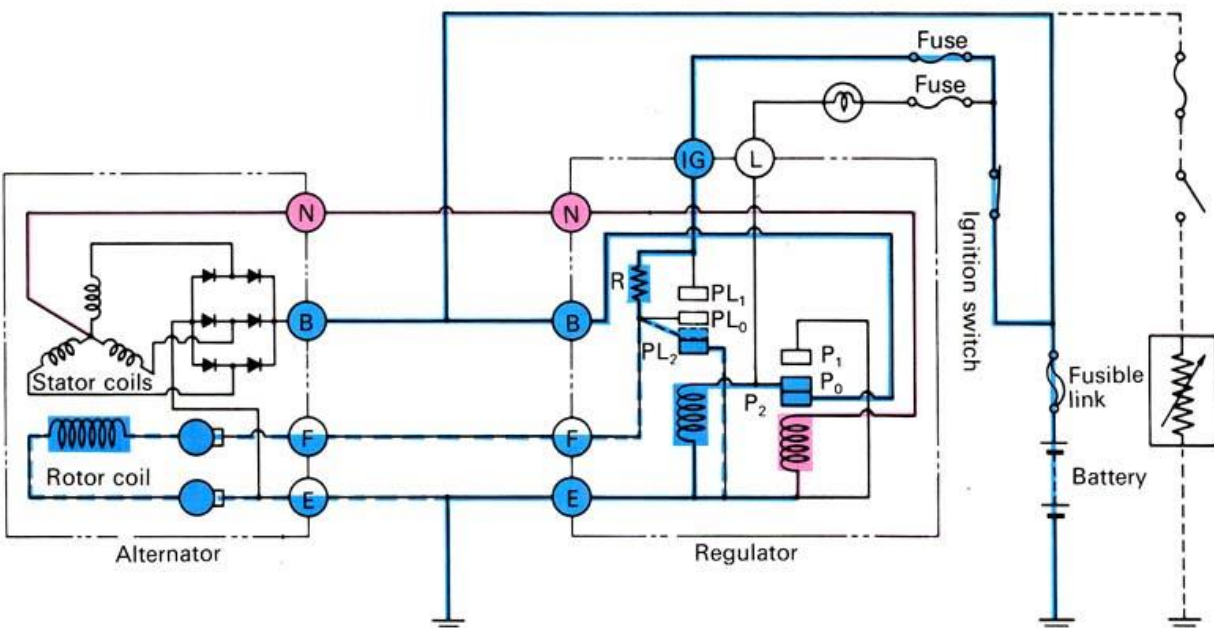 Fuse
Fuse
IG
L
N
N
Ignition switch
R
PL1
PL0
B
B
PL2
P1
P0
P2
Stator coils
Fusible
link
F
F
Rotor coil
Battery
E
E
Alternator
Regulator